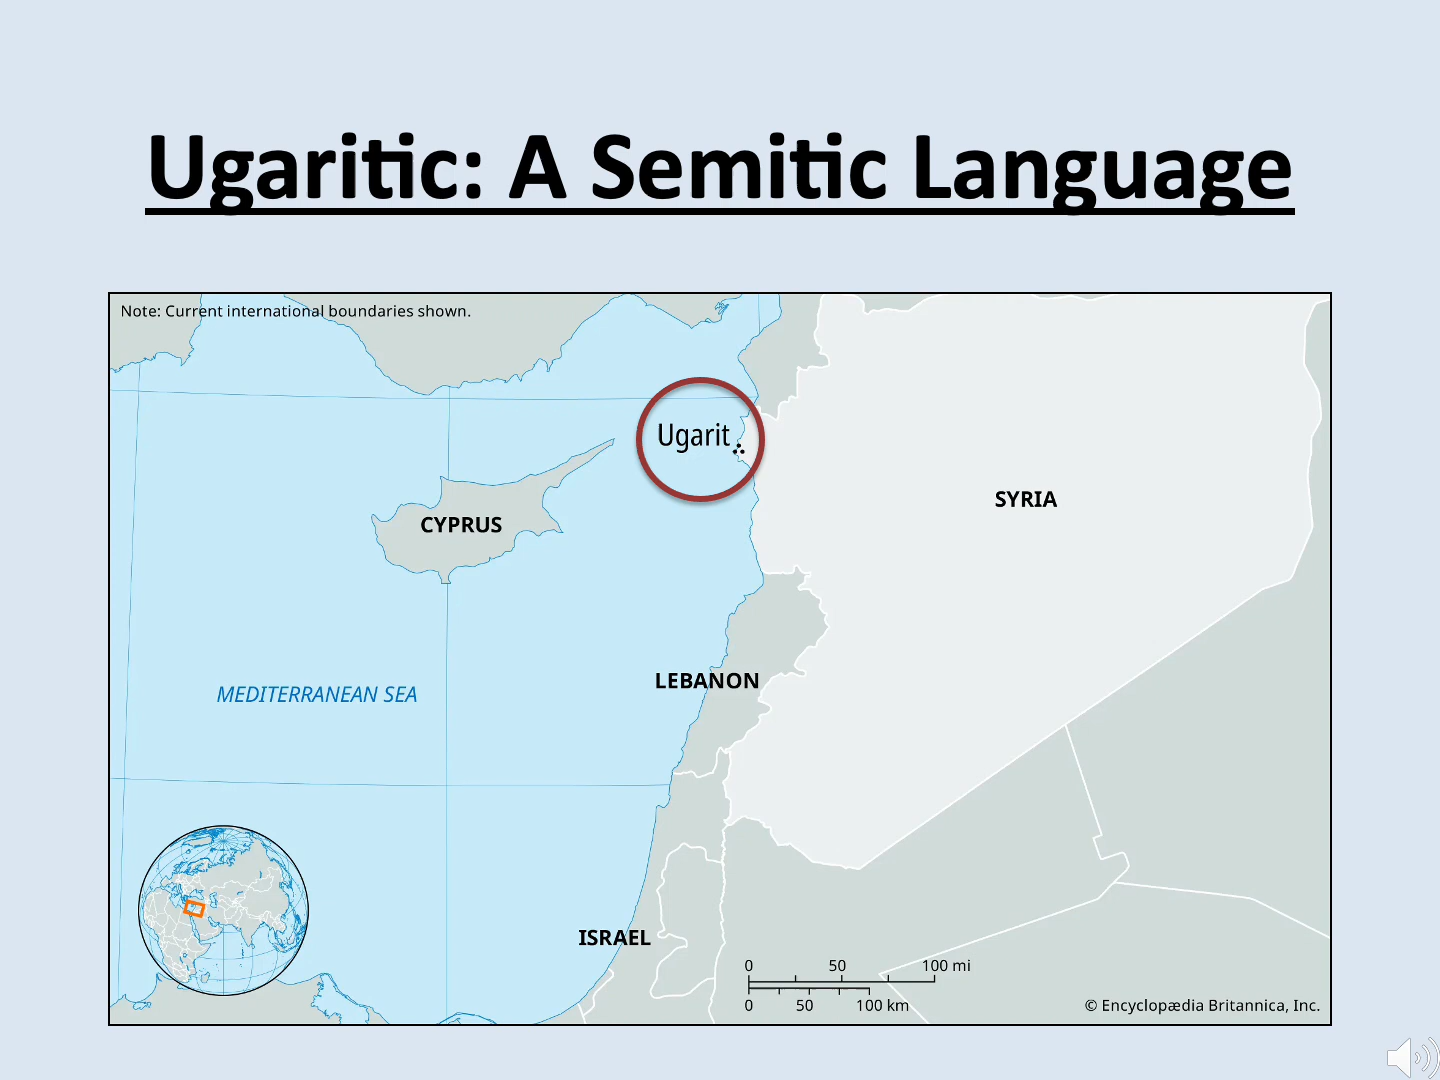 Ugaritic: A Semitic Language
Note: Current international boundaries shown.
Ugarit
SYRIA
CYPRUS
LEBANON
MEDITERRANEAN SEA
ISRAEL
0 50 100 mi
0 50 100 km
© Encyclopædia Britannica, Inc.